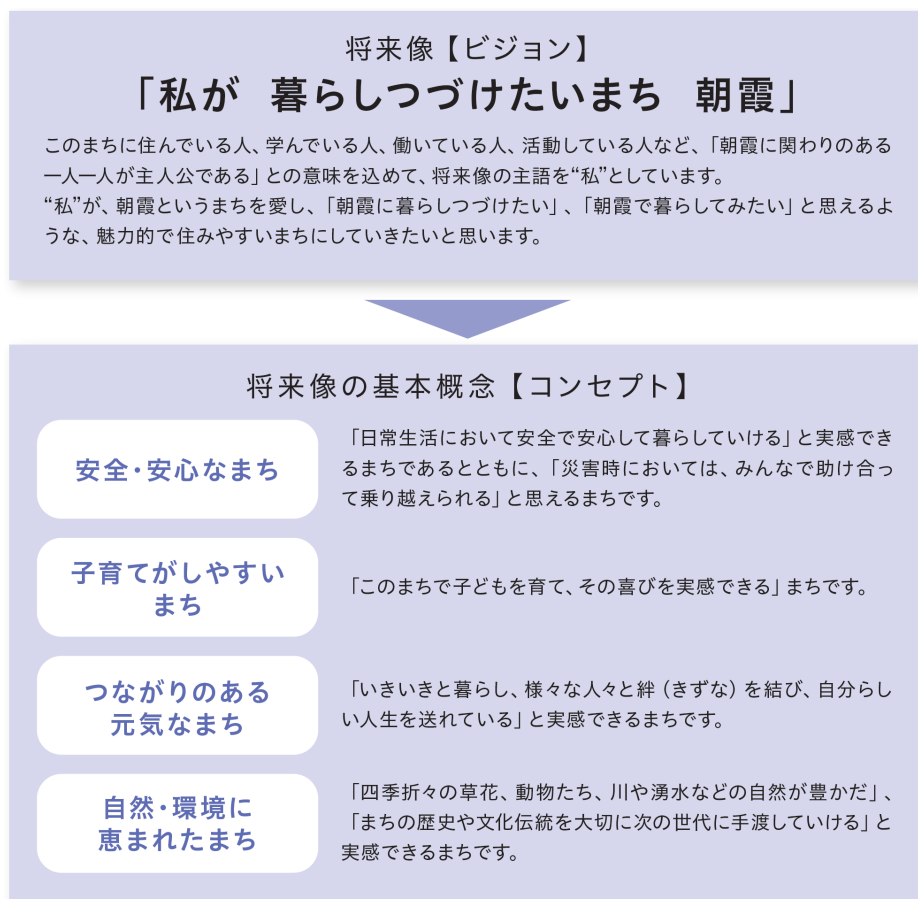 将来像【ビジョン】
「私が 暮らしつづけたいまち 朝霞」
このまちに住んでいる人、学んでいる人、働いている人、活動している人など、「朝霞に関わりのある
一人一人が主人公である」との意味を込めて、将来像の主語を“私”としています。
“私”が、朝霞というまちを愛し、「朝霞に暮らしつづけたい」、「朝霞で暮らしてみたい」と思えるよ
うな、魅力的で住みやすいまちにしていきたいと思います。
将来像の基本概念【コンセプト】
安全・安心なまち
「日常生活において安全で安心して暮らしていける」と実感でき
るまちであるとともに、「災害時においては、みんなで助け合っ
て乗り越えられる」と思えるまちです。
子育てがしやすい
まち
「このまちで子どもを育て、その喜びを実感できる」まちです。
つながりのある
元気なまち
「いきいきと暮らし、様々な人々と絆（きずな）を結び、自分らし
い人生を送れている」と実感できるまちです。
自然・環境に
恵まれたまち
「四季折々の草花、動物たち、川や湧水などの自然が豊かだ」、
「まちの歴史や文化伝統を大切に次の世代に手渡していける」と
実感できるまちです。